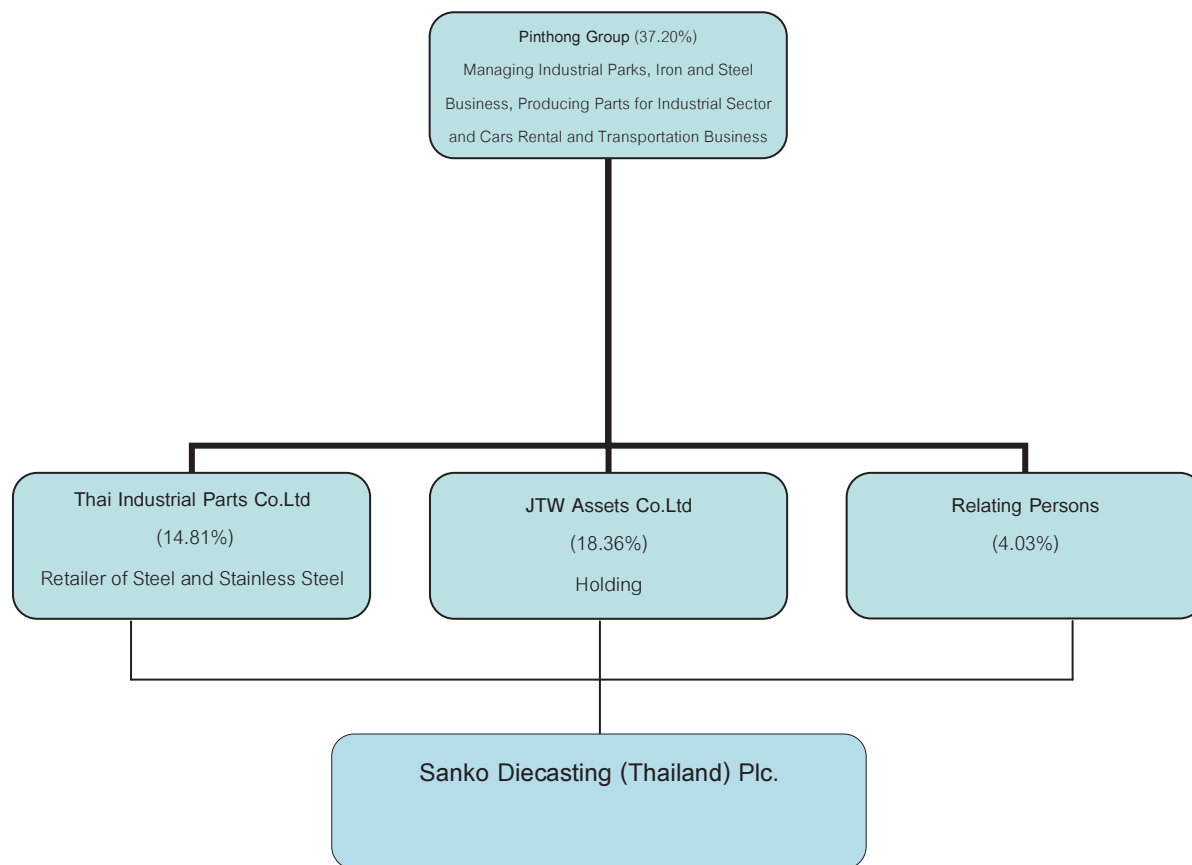 Pinthong Group (37.20%)
Managing Industrial Parks, Iron and Steel
Business, Producing Parts for Industrial Sector
and Cars Rental and Transportation Business
Thai Industrial Parts Co.Ltd
(14.81%)
Retailer of Steel and Stainless Steel
JTW Assets Co.Ltd
(18.36%)
Holding
Relating Persons
(4.03%)
Sanko Diecasting (Thailand) Plc.